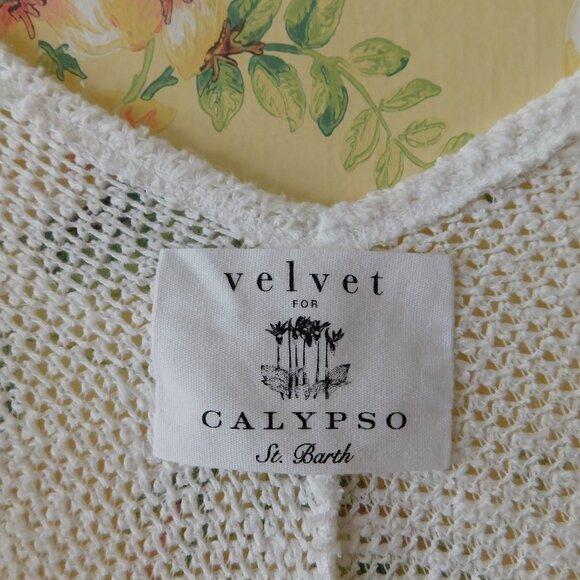 velvet
FOR
CALYPSO
St. Barth